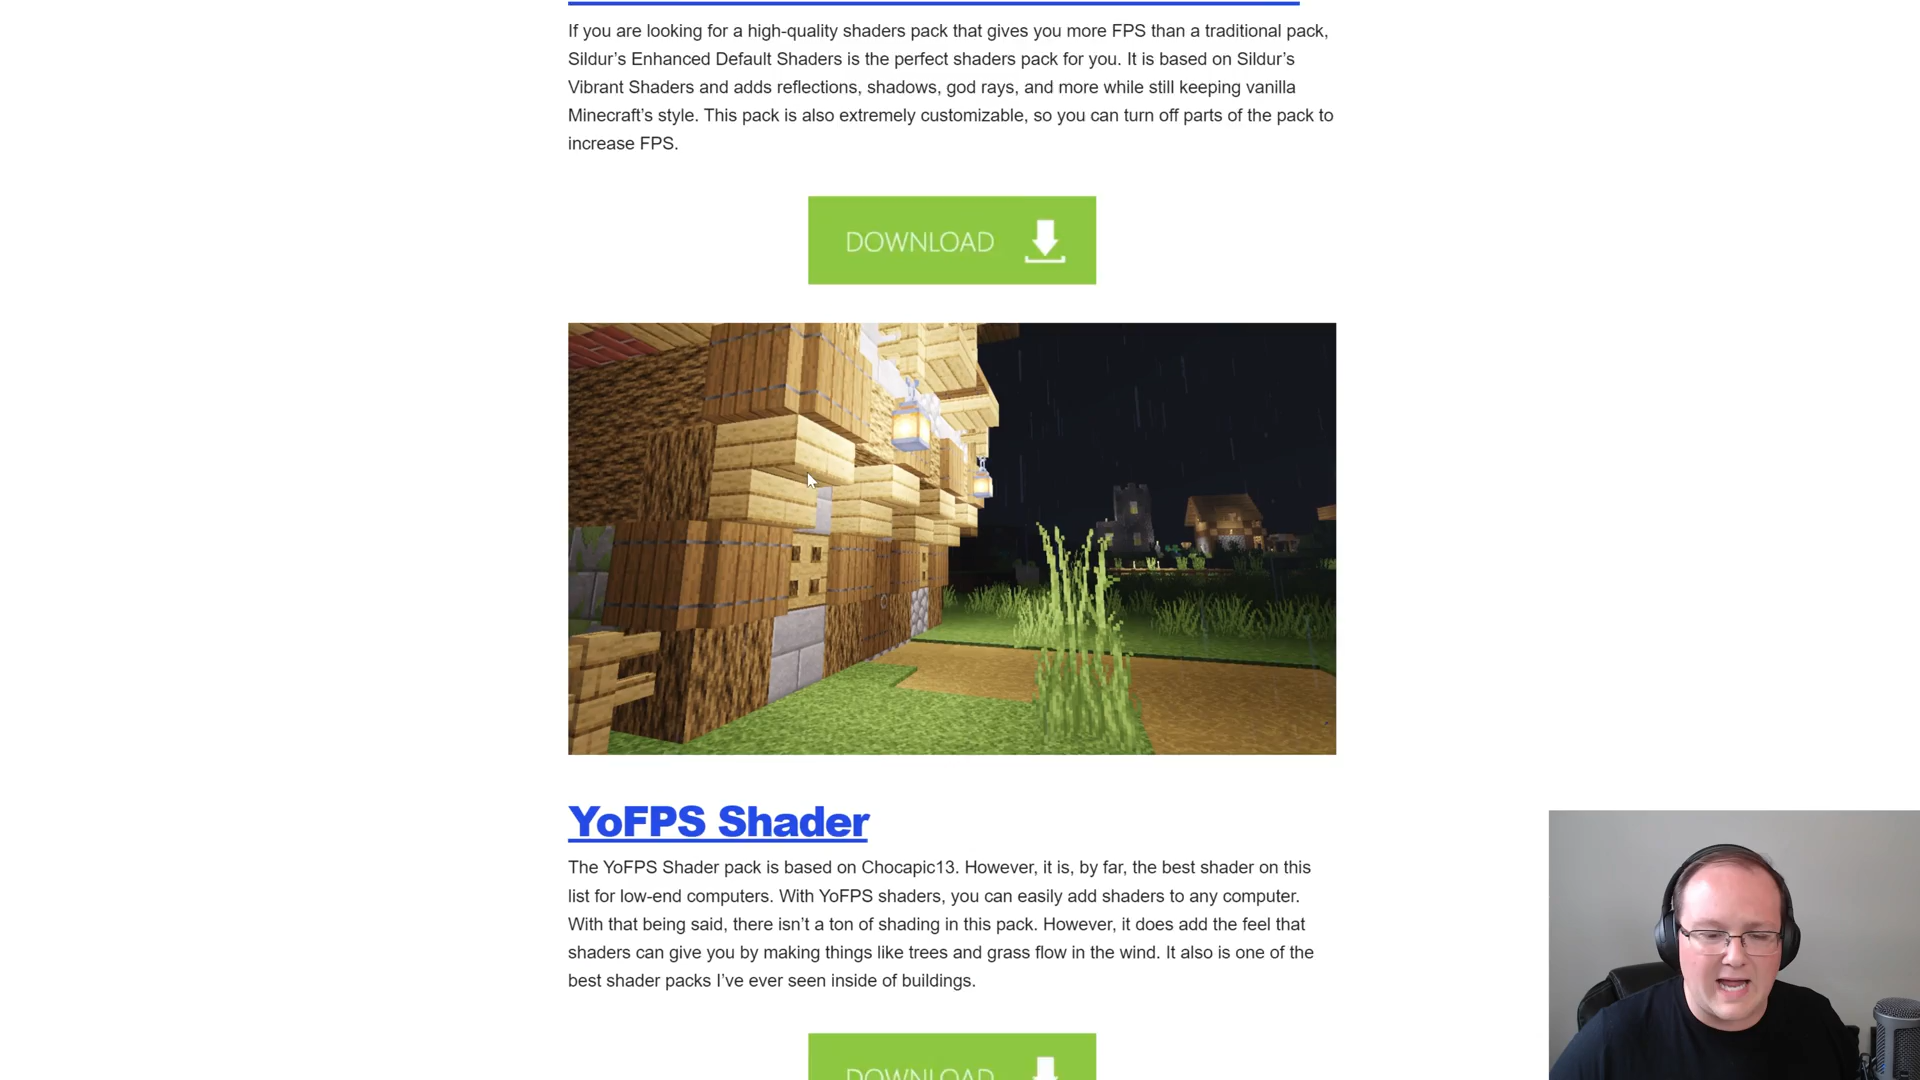 If you are looking for a high-quality shaders pack that gives you more FPS than a traditional pack,
Sildur’s Enhanced Default Shaders is the perfect shaders pack for you. It is based on Sildur’s
Vibrant Shaders and adds reflections, shadows, god rays, and more while still keeping vanilla
Minecraft’s style. This pack is also extremely customizable, so you can turn off parts of the pack to
increase FPS.
DOWNLOAD
YoFPS Shader
The YoFPS Shader pack is based on Chocapic13. However, it is, by far, the best shader on this
list for low-end computers. With YoFPS shaders, you can easily add shaders to any computer.
With that being said, there isn’t a ton of shading in this pack. However, it does add the feel that
shaders can give you by making things like trees and grass flow in the wind. It also is one of the
best shader packs I’ve ever seen inside of buildings.
DOWNLOAD